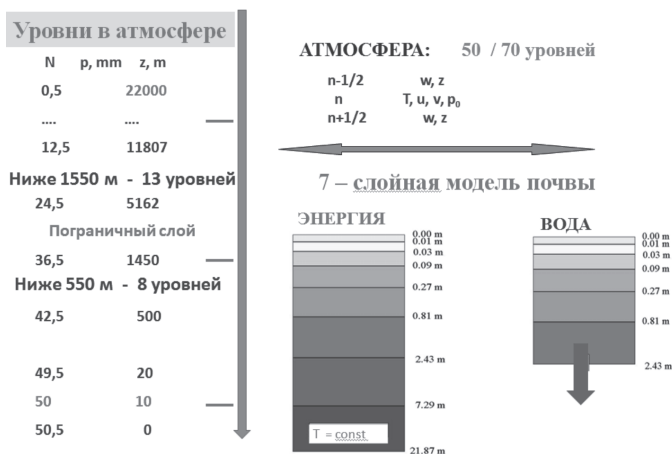 Уровни в атмосфере
N p, mm z, m
0,5 22000
.... ....
12,5 11807
Ниже 1550 м - 13 уровней
24,5 5162
Пограничный слой
36,5 1450
Ниже 550 м - 8 уровней
42,5 500
49,5 20
50 10
50,5 0
АТМОСФЕРА: 50 / 70 уровней
n-1/2 w, z
n T, u, v, p₀
n+1/2 w, z
7 – слойная модель почвы
ЭНЕРГИЯ
0.00 m
0.01 m
0.03 m
0.09 m
0.27 m
0.81 m
2.43 m
7.29 m
21.87 m
T = const
ВОДА
0.00 m
0.01 m
0.03 m
0.09 m
0.27 m
0.81 m
2.43 m